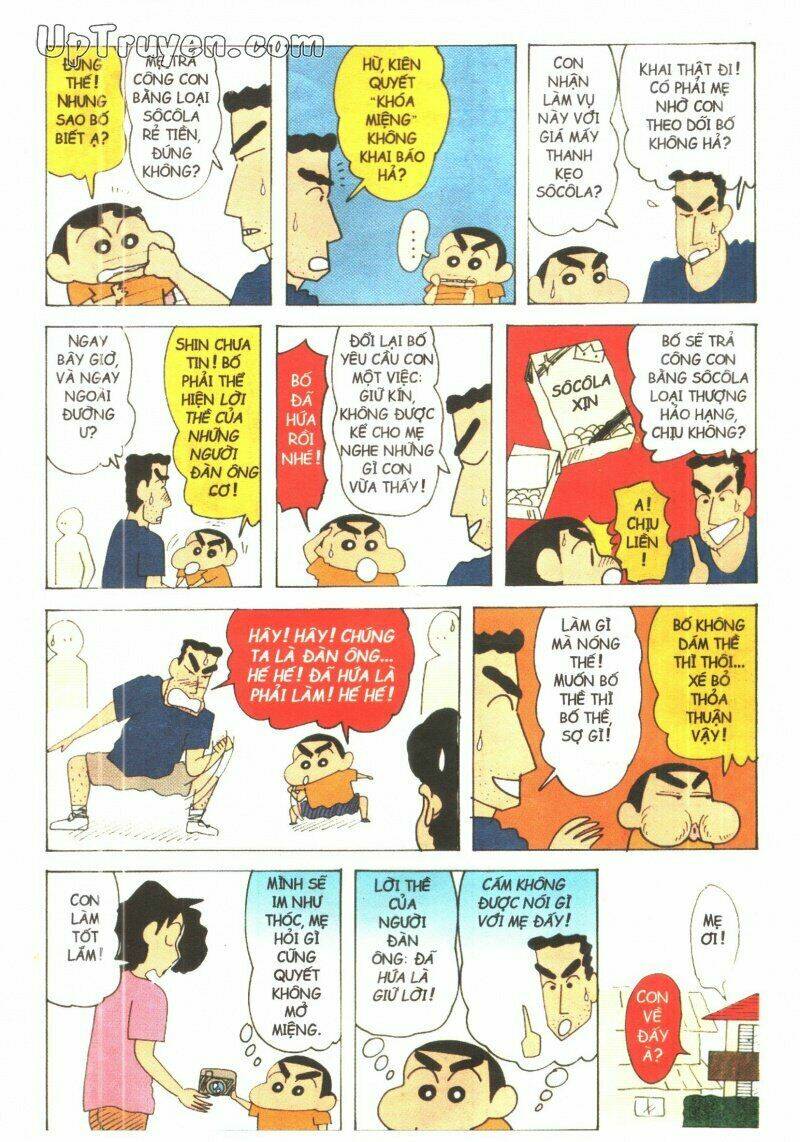 UpTruyen.com
KHAI THẬT ĐI!
CÓ PHẢI MẸ
NHỜ CON
THEO DÕI BỐ
KHÔNG HẢ?
CON
NHẬN
LÀM VỤ
NÀY VỚI
GIÁ MẤY
THANH
KẸO
SÔCÔLA?
HỪ, KIÊN
QUYẾT
“KHÓA
MIỆNG”
KHÔNG
KHAI BÁO
HẢ?
....
MẸ TRẢ
CÔNG CON
BẰNG LOẠI
SÔCÔLA
RẺ TIỀN,
ĐÚNG
KHÔNG?
ĐÚNG
THẾ!
NHƯNG
SAO BỐ
BIẾT Ạ?
BỐ SẼ TRẢ
CÔNG CON
BẰNG SÔCÔLA
LOẠI THƯỢNG
HẢO HẠNG,
CHỊU KHÔNG?
SÔCÔLA
XỊN
A!
CHỊU
LIỀN!
ĐỔI LẠI BỐ
YÊU CẦU CON
MỘT VIỆC:
GIỮ KÍN,
KHÔNG ĐƯỢC
KỂ CHO MẸ
NGHE NHỮNG
GÌ CON
VỪA THẤY!
BỐ
ĐÃ
HỨA
RỒI
NHÉ!
SHIN CHƯA
TIN! BỐ
PHẢI THỂ
HIỆN LỜI
THỀ CỦA
NHỮNG
NGƯỜI
ĐÀN ÔNG
CƠ!
NGAY
BÂY GIỜ,
VÀ NGAY
NGOÀI
ĐƯỜNG
Ư?
BỐ KHÔNG
DÁM THỀ
THÌ THÔI...
XÉ BỎ
THỎA
THUẬN
VẬY!
LÀM GÌ
MÀ NÓNG
THẾ!
MUỐN BỐ
THỀ THÌ
BỐ THỀ,
SỢ GÌ!
HÂY! HÂY! CHÚNG
TA LÀ ĐÀN ÔNG...
HẾ HẾ! ĐÃ HỨA LÀ
PHẢI LÀM! HẾ HẾ!
MẸ
ƠI!
CON
VỀ
ĐẤY
À?
CẤM KHÔNG
ĐƯỢC NÓI GÌ
VỚI MẸ ĐẤY!
LỜI THỀ
CỦA
NGƯỜI
ĐÀN
ÔNG: ĐÃ
HỨA LÀ
GIỮ LỜI!
MÌNH SẼ
IM NHƯ
THÓC, MẸ
HỎI GÌ
CŨNG
QUYẾT
KHÔNG
MỞ
MIỆNG.
CON
LÀM
TỐT
LẮM!